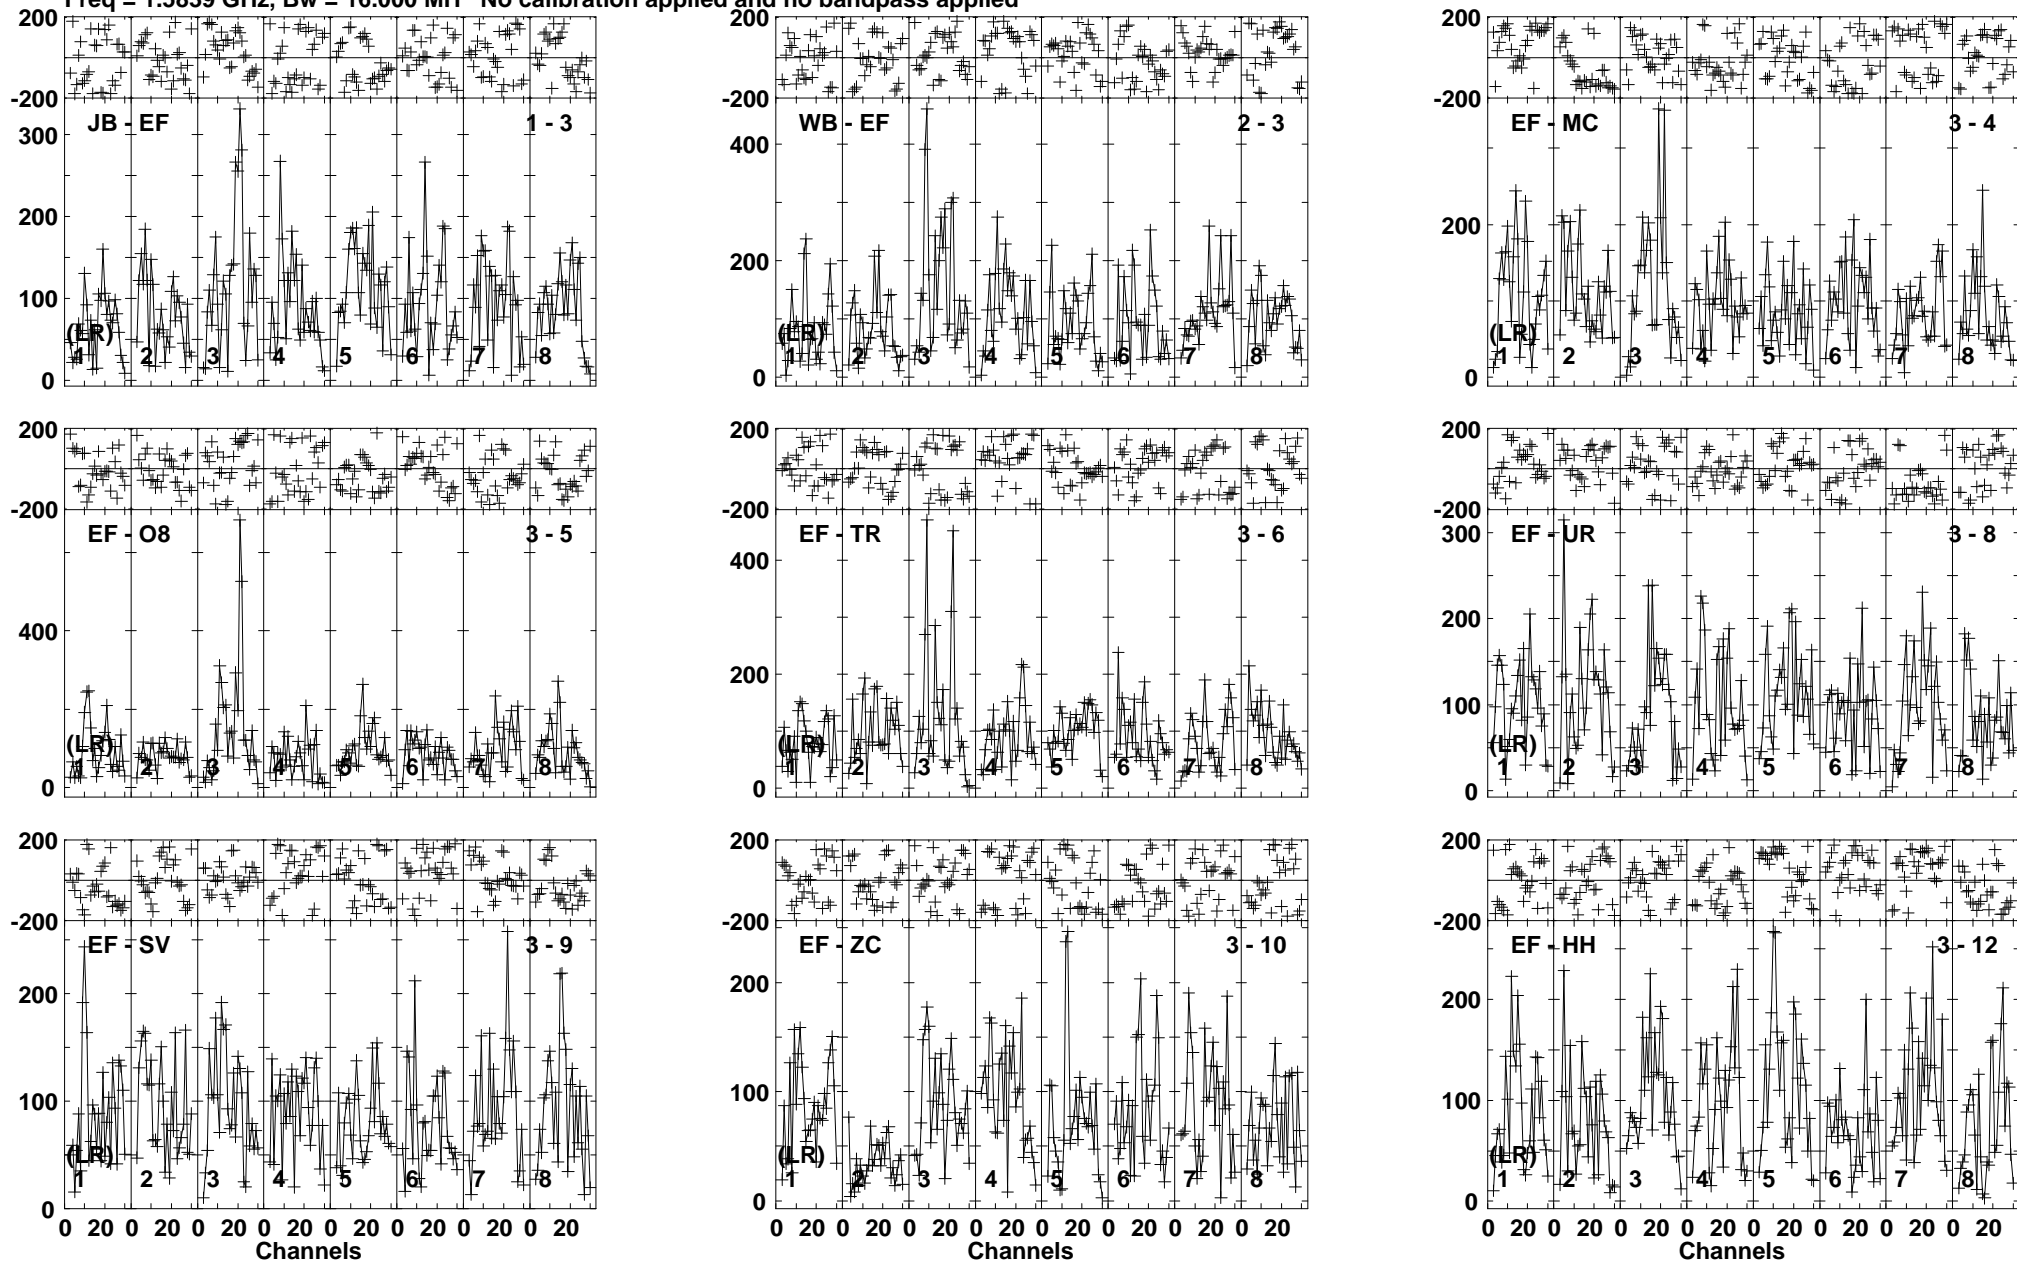 Freq = 1.5839 GHz, Bw = 16.000 MH No calibration applied and no bandpass applied
200 200 200
-200 -200 -200
JB - EF 1 - 3 WB - EF 2 - 3 EF - MC 3 - 4
300 400
200 200 200
100
(LR) (LR) (LR)
1 2 3 4 5 6 7 8 1 2 3 4 5 6 7 8 1 2 3 4 5 6 7 8
0 0 0
200 200 200
-200 -200 -200
EF - O8 3 - 5 EF - TR 3 - 6 EF - UR 3 - 8
300
400 400
200 200
100
(LR) (LR) (LR)
1 2 3 4 5 6 7 8 1 2 3 4 5 6 7 8 1 2 3 4 5 6 7 8
0 0 0
200 200 200
-200 -200 -200
EF - SV 3 - 9 EF - ZC 3 - 10 EF - HH 3 - 12
200 200 200
100 100 100
(LR) (LR) (LR)
1 2 3 4 5 6 7 8 1 2 3 4 5 6 7 8 1 2 3 4 5 6 7 8
0 0 0
0 20 0 20 0 20 0 20 0 20 0 20 0 20 0 20 0 20 0 20 0 20 0 20 0 20 0 20 0 20 0 20 0 20 0 20 0 20 0 20 0 20 0 20 0 20 0 20
Channels Channels Channels